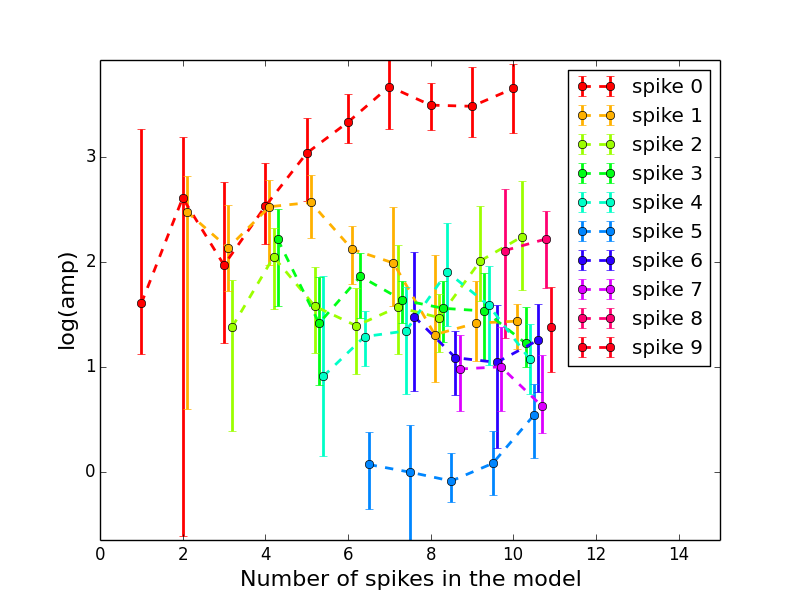 spike 0
spike 1
spike 2
spike 3
spike 4
spike 5
spike 6
spike 7
spike 8
spike 9
3
2
1
0
log(amp)
0 2 4 6 8 10 12 14
Number of spikes in the model